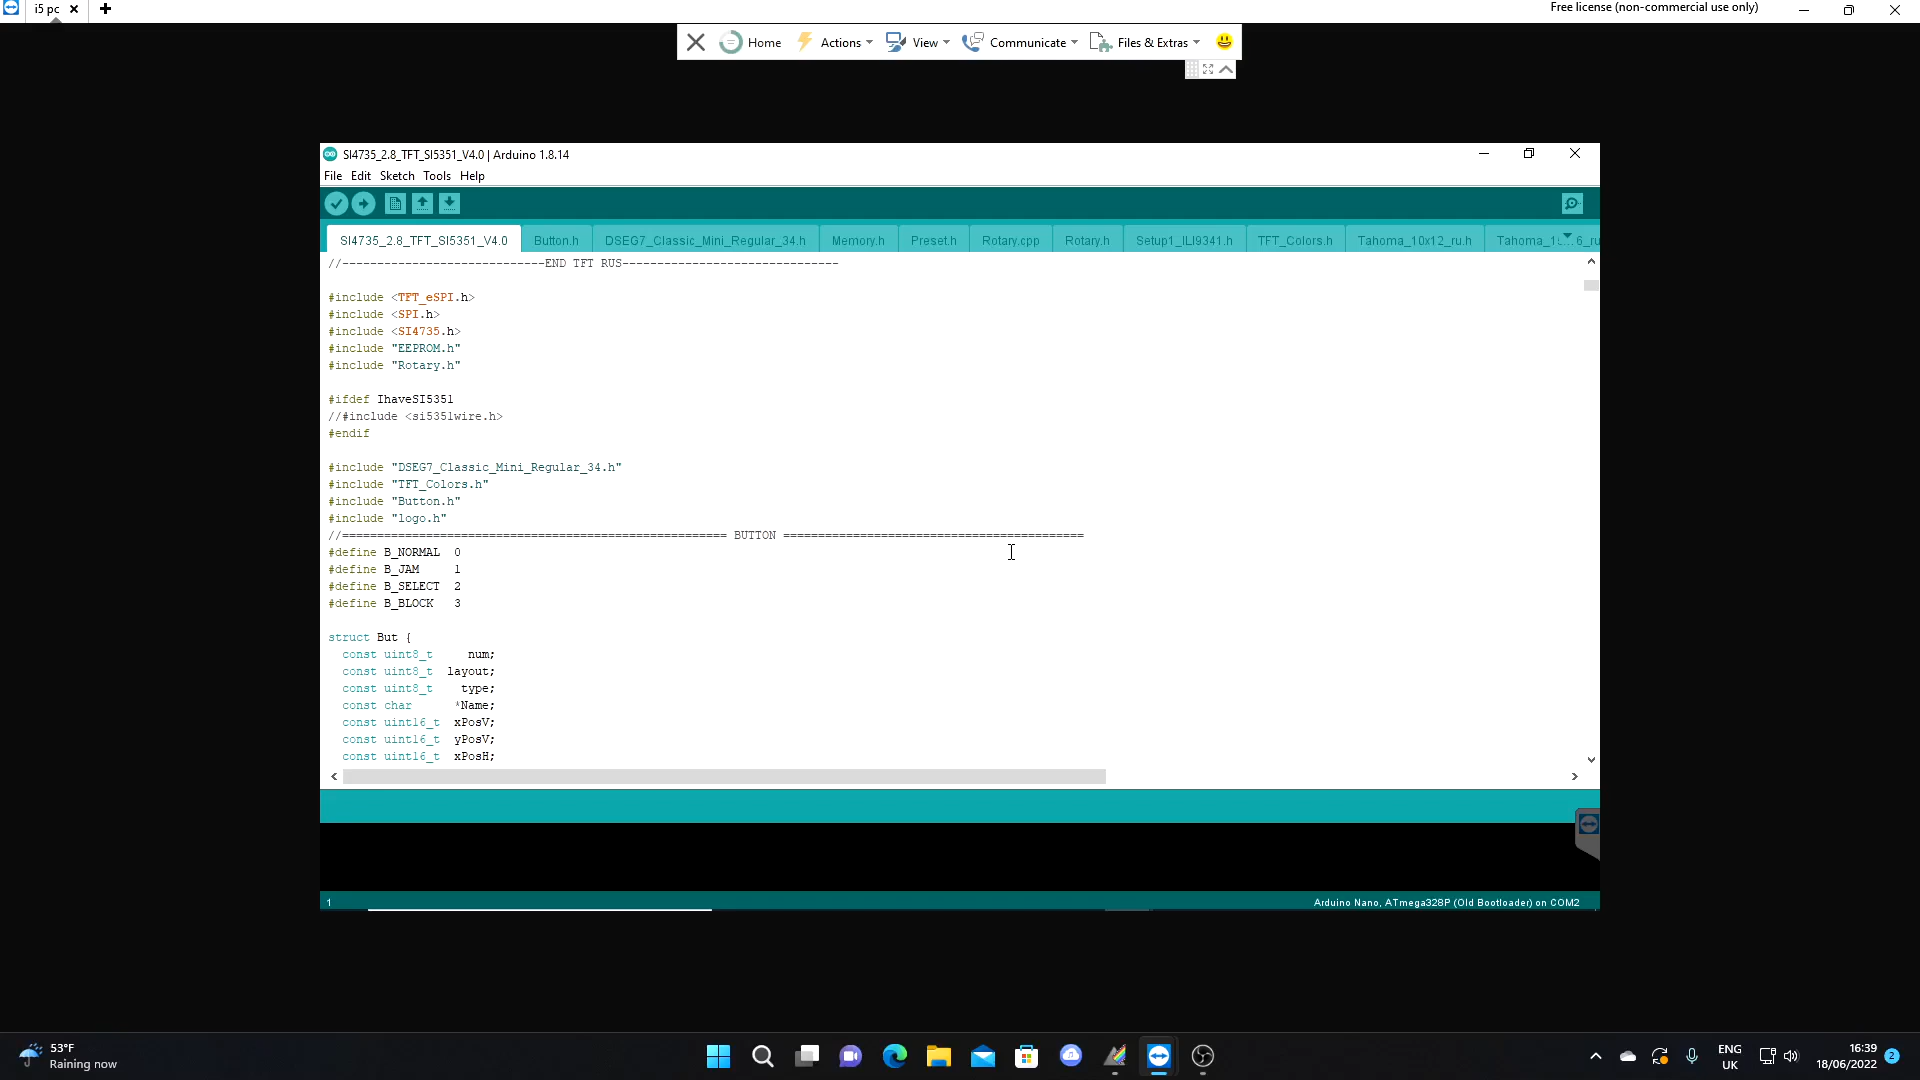 i5 pc
Free license (non-commercial use only)
Home Actions View Communicate Files & Extras
SI4735_2.8_TFT_SI5351_V4.0 | Arduino 1.8.14
File Edit Sketch Tools Help
SI4735_2.8_TFT_SI5351_V4.0 Button.h DSEG7_Classic_Mini_Regular_34.h Memory.h Preset.h Rotary.cpp Rotary.h Setup1_ILI9341.h TFT_Colors.h Tahoma_10x12_ru.h
//-----------------------------END TFT RUS-------------------------------
#include <TFT_eSPI.h>
#include <SPI.h>
#include <SI4735.h>
#include "EEPROM.h"
#include "Rotary.h"
#ifdef IhaveSI5351
//#include <si5351wire.h>
#endif
#include "DSEG7_Classic_Mini_Regular_34.h"
#include "TFT_Colors.h"
#include "Button.h"
#include "logo.h"
//======================================================= BUTTON ===========================================
#define B_NORMAL 0
#define B_JAM 1
#define B_SELECT 2
#define B_BLOCK 3
struct But {
const uint8_t num;
const uint8_t layout;
const uint8_t type;
const char *Name;
const uint16_t xPosV;
const uint16_t yPosV;
const uint16_t xPosH;
1 Arduino Nano, ATmega328P (Old Bootloader) on COM2
53°F
Raining now
ENG
UK
16:39
18/06/2022
2